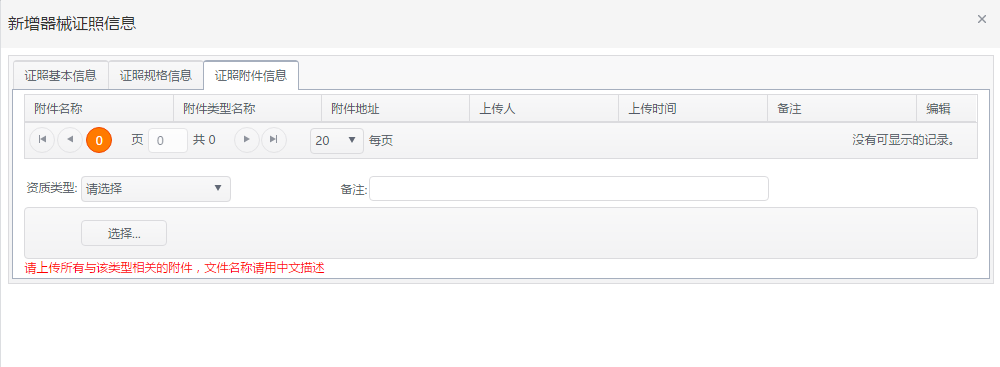 新增器械证照信息
×
证照基本信息 证照规格信息 证照附件信息
附件名称 附件类型名称 附件地址 上传人 上传时间 备注 编辑
0 页 0 共 0 20 每页 没有可显示的记录。
资质类型: 请选择 备注:
选择...
请上传所有与该类型相关的附件，文件名称请用中文描述